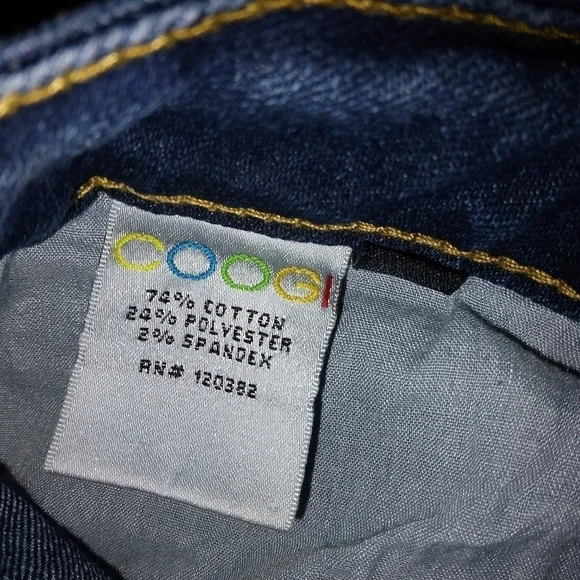 COOGI
74% COTTON
24% POLYESTER
2% SPANDEX
RN# 120382